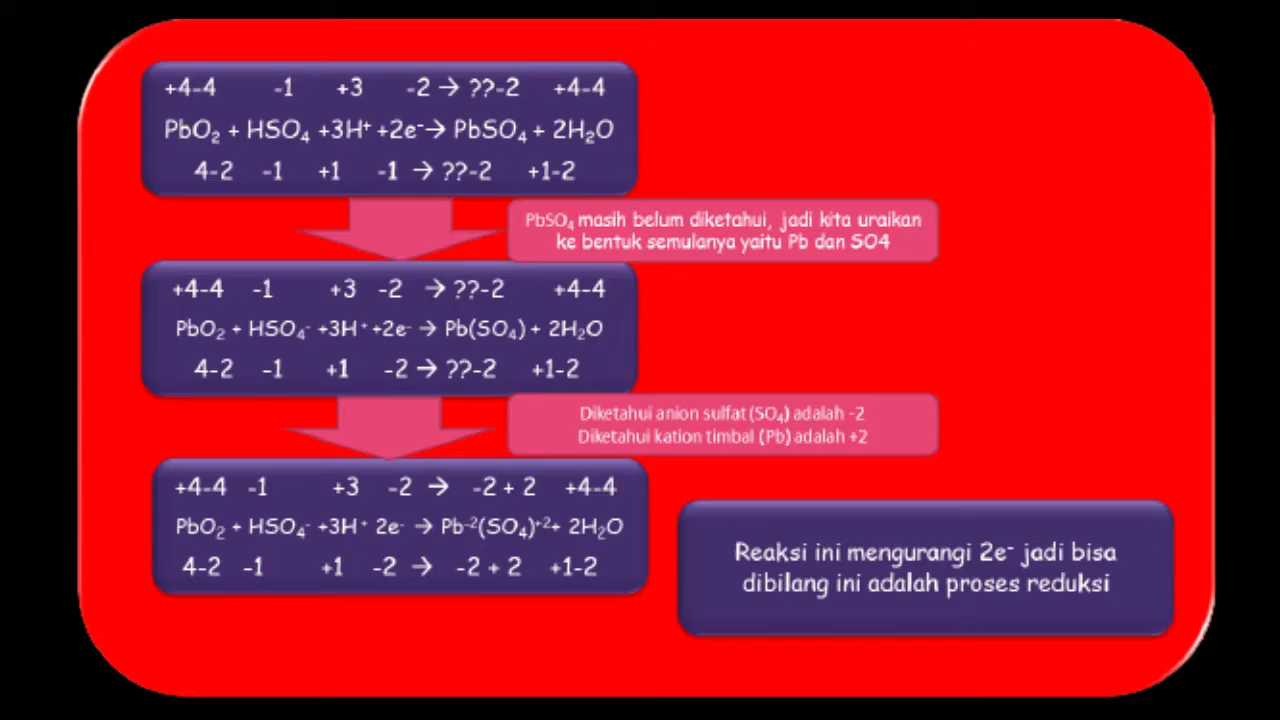 +4-4 -1 +3 -2 → ??-2 +4-4
PbO₂ + HSO₄ +3H⁺ +2e⁻→ PbSO₄ + 2H₂O
4-2 -1 +1 -1 → ??-2 +1-2
PbSO₄ masih belum diketahui, jadi kita uraikan
ke bentuk semulanya yaitu Pb dan SO4
+4-4 -1 +3 -2 → ??-2 +4-4
PbO₂ + HSO₄⁻ +3H⁺ +2e⁻ → Pb(SO₄) + 2H₂O
4-2 -1 +1 -2 → ??-2 +1-2
Diketahui anion sulfat (SO₄) adalah -2
Diketahui kation timbal (Pb) adalah +2
+4-4 -1 +3 -2 → -2 + 2 +4-4
PbO₂ + HSO₄⁻ +3H⁺ 2e⁻ → Pb⁻²(SO₄)⁺²+ 2H₂O
4-2 -1 +1 -2 → -2 + 2 +1-2
Reaksi ini mengurangi 2e⁻ jadi bisa
dibilang ini adalah proses reduksi